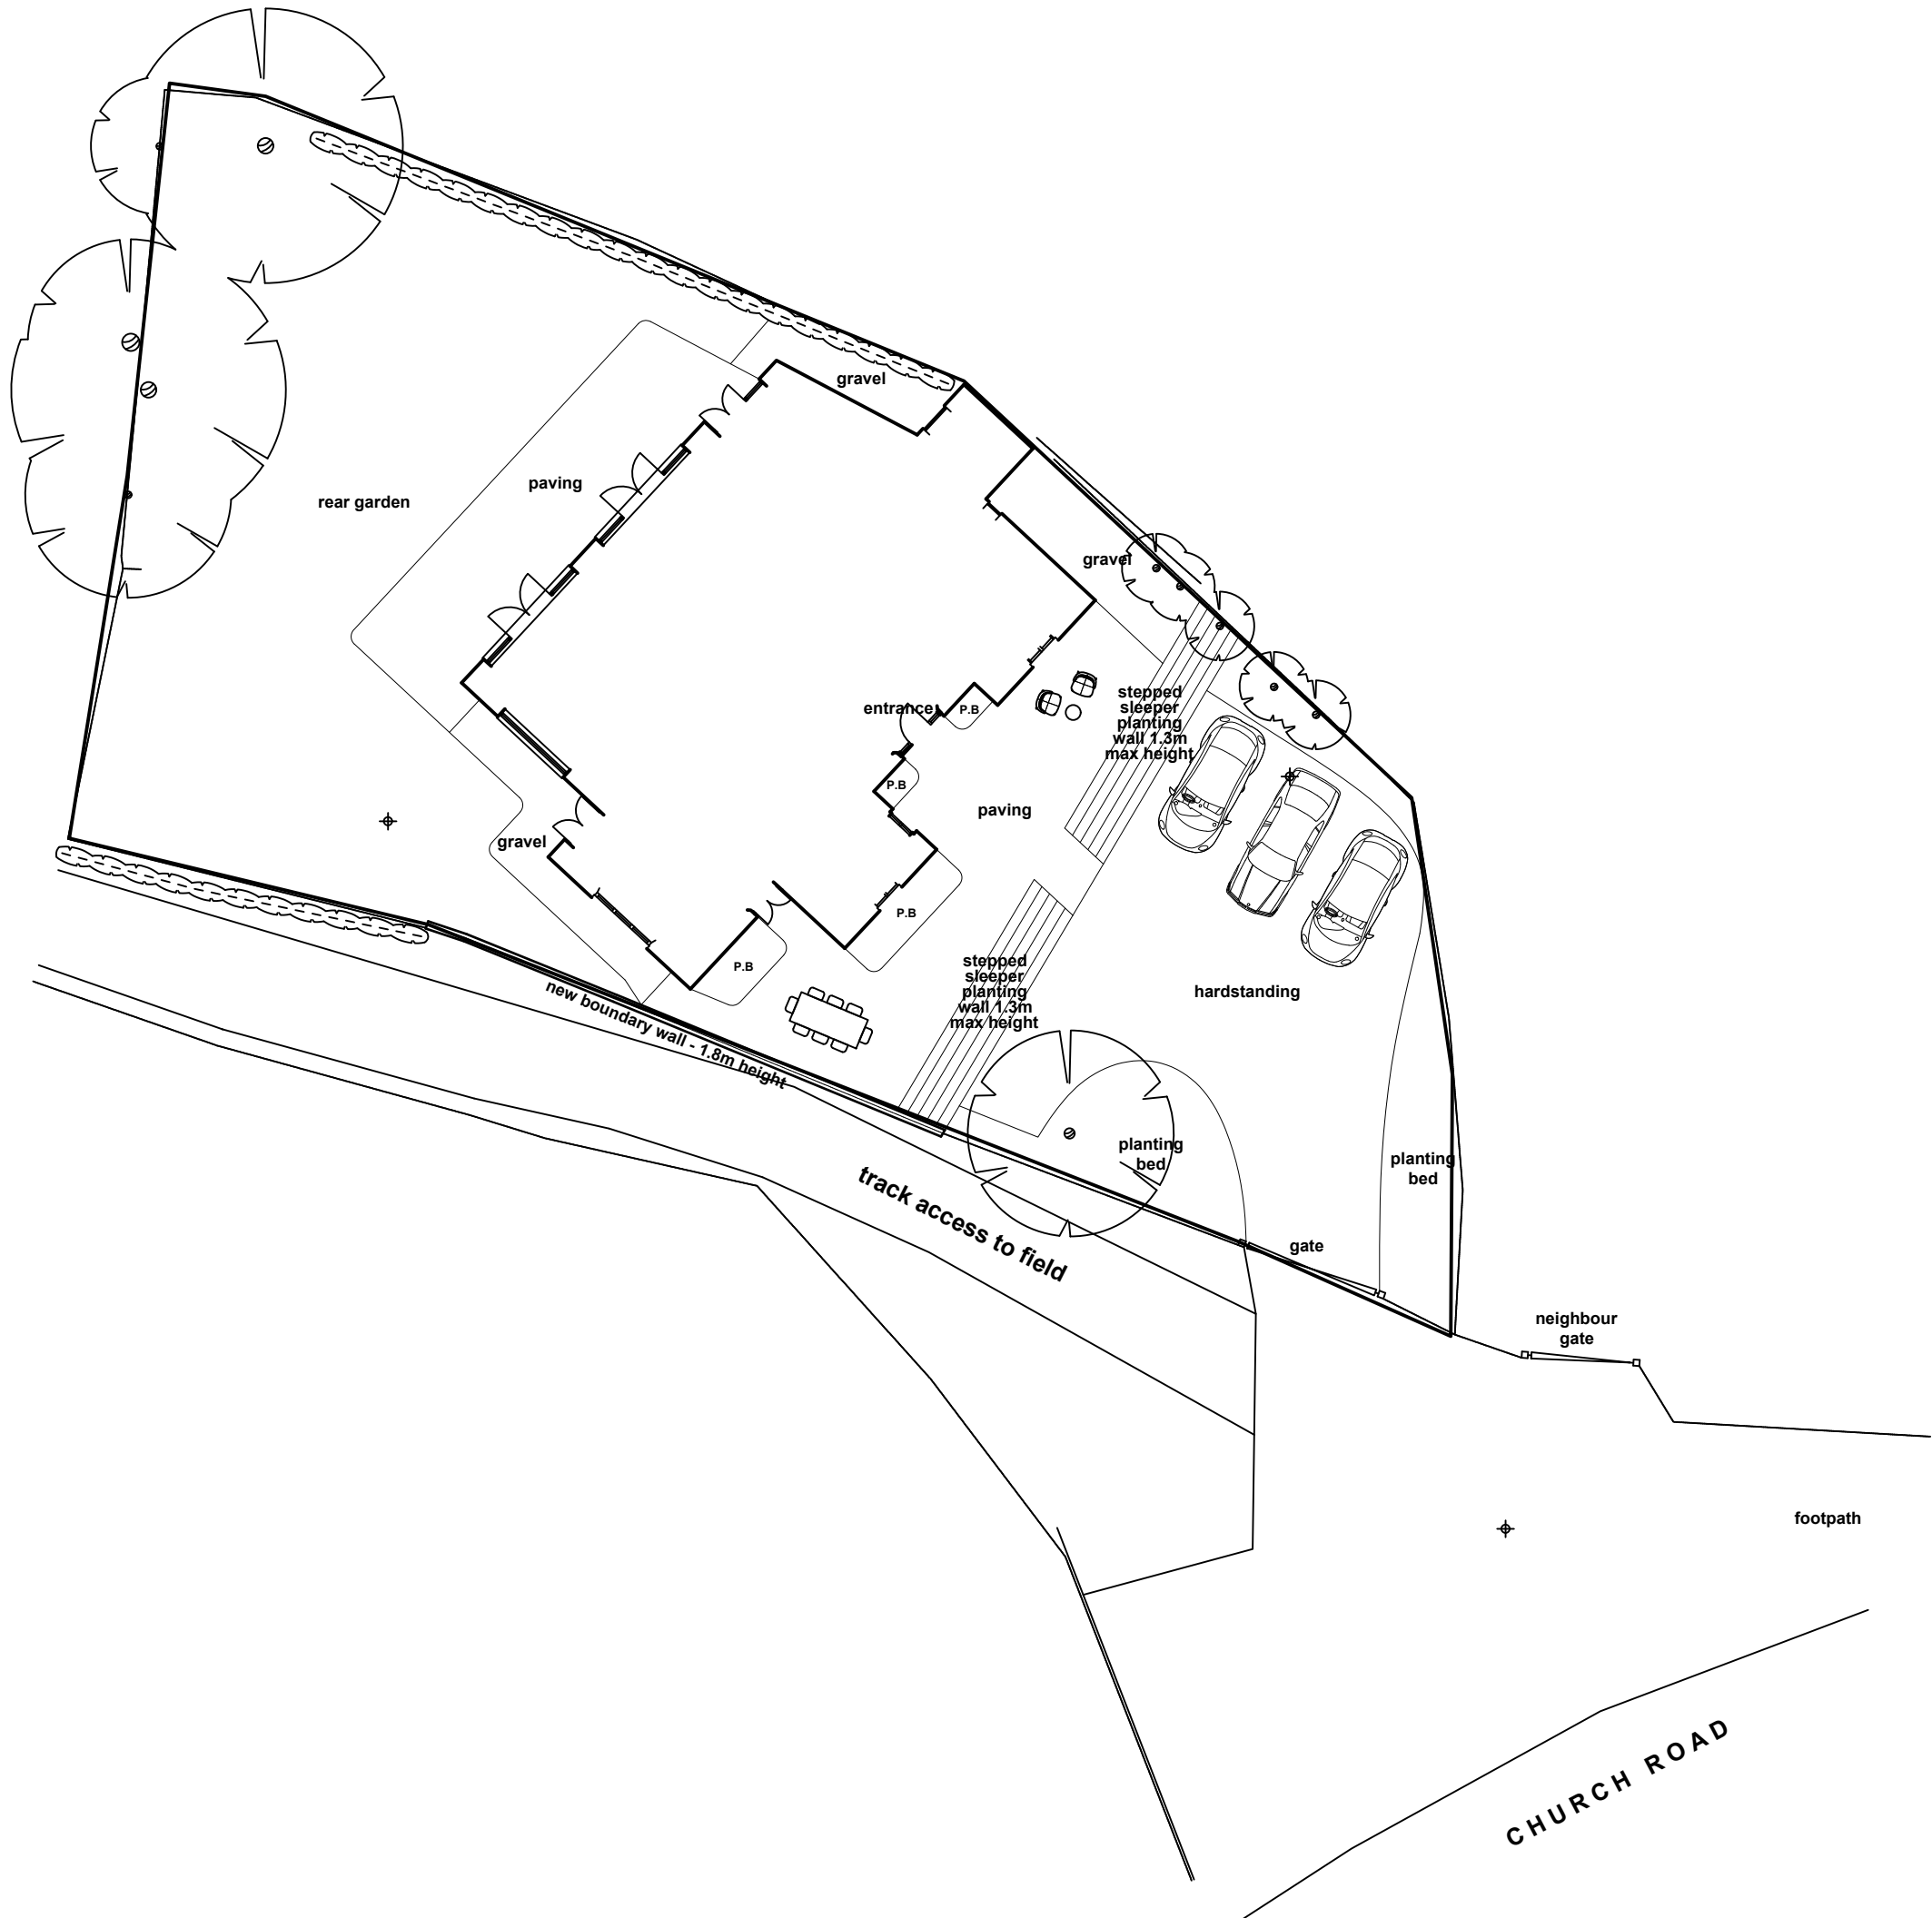 gravel
rear garden
paving
gravel
entrance
P.B
stepped
sleeper
planting
wall 1.3m
max height
P.B
paving
gravel
P.B
P.B
stepped
sleeper
planting
wall 1.3m
max height
hardstanding
new boundary wall - 1.8m height
planting
bed
planting
bed
track access to field
gate
neighbour
gate
footpath
CHURCH ROAD